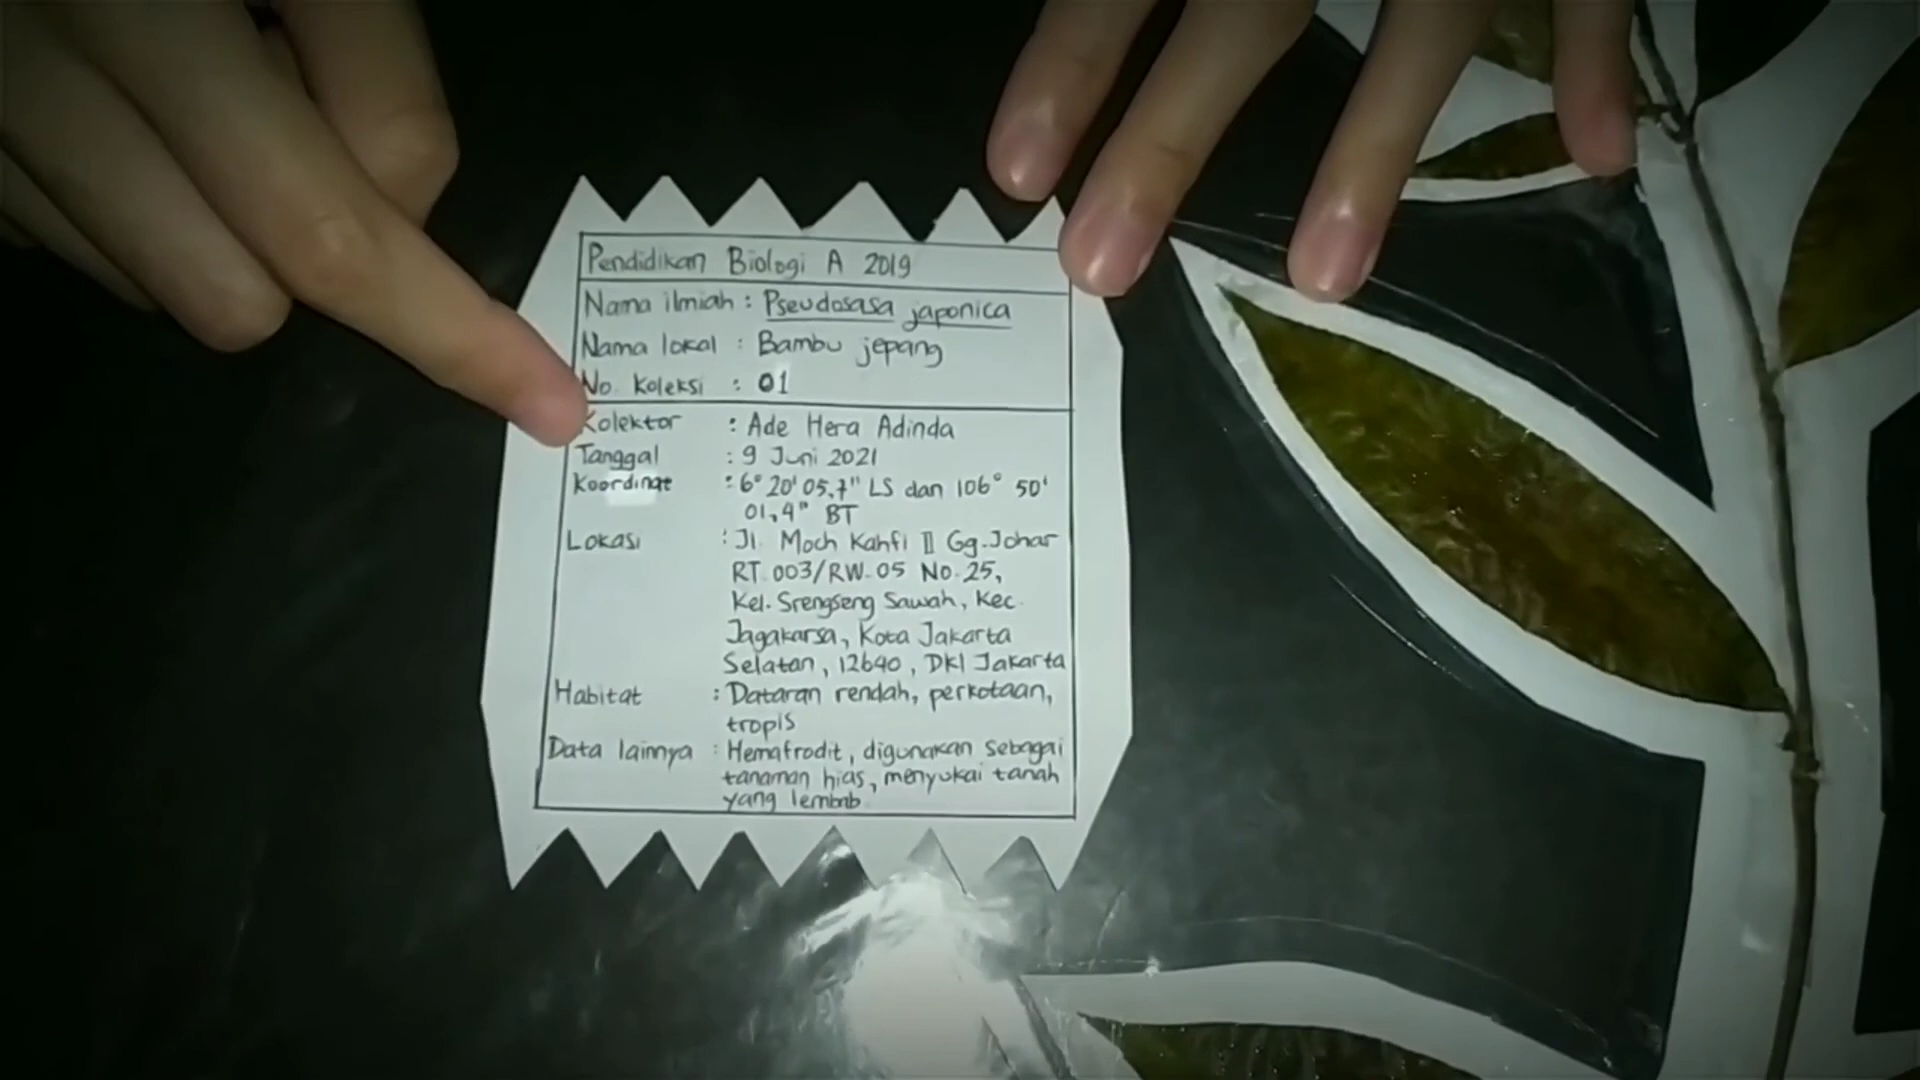 Pendidikan Biologi A 2019
Nama ilmiah : Pseudosasa japonica
Nama lokal : Bambu jepang
No. Koleksi : 01
Kolektor : Ade Hera Adinda
Tanggal : 9 Juni 2021
Koordinat : 6° 20' 05,7" LS dan 106° 50'
01,4" BT
Lokasi : Jl. Moch Kahfi II Gg. Johar
RT 003/RW.05 No.25,
Kel. Srengseng Sawah, Kec.
Jagakarsa, Kota Jakarta
Selatan, 12640, DKI Jakarta
Habitat : Dataran rendah, perkotaan,
tropis
Data lainnya : Hemafrodit, digunakan sebagai
tanaman hias, menyukai tanah
yang lembab